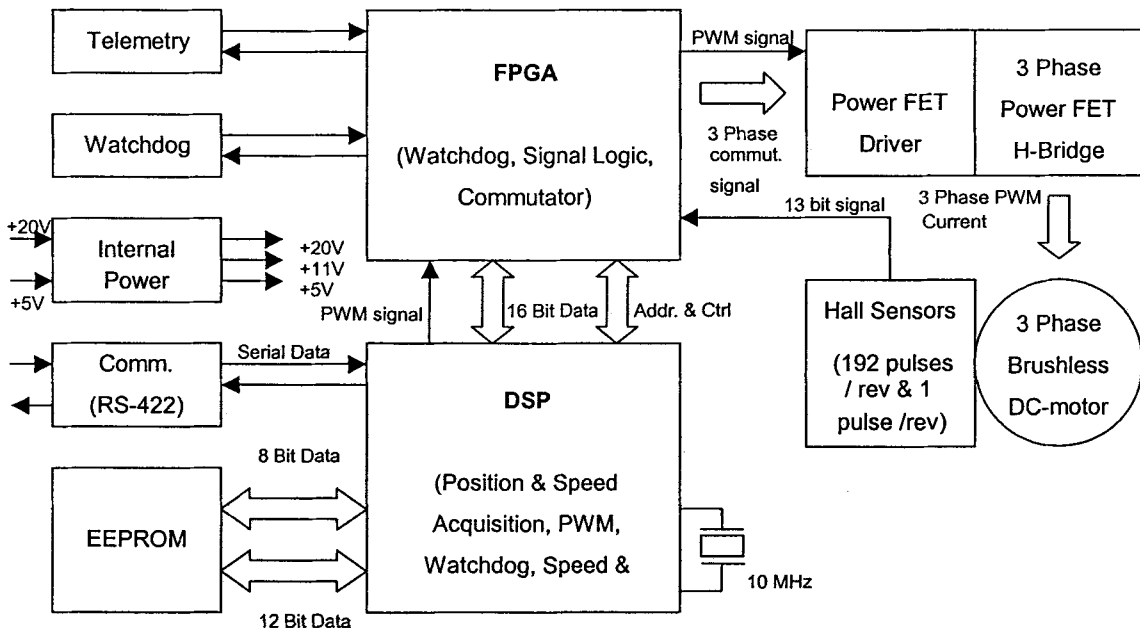 Telemetry
Watchdog
+20V
+5V
Internal
Power
+20V
+11V
+5V
Comm.
(RS-422)
Serial Data
EEPROM
8 Bit Data
12 Bit Data
FPGA
(Watchdog, Signal Logic,
Commutator)
PWM signal
16 Bit Data
Addr. & Ctrl
DSP
(Position & Speed
Acquisition, PWM,
Watchdog, Speed &
10 MHz
PWM signal
3 Phase
commut.
signal
13 bit signal
Power FET
Driver
3 Phase
Power FET
H-Bridge
3 Phase PWM
Current
Hall Sensors
(192 pulses
/ rev & 1
pulse /rev)
3 Phase
Brushless
DC-motor